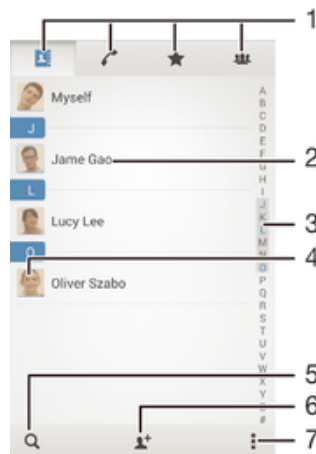 1
Myself
J
Jame Gao
2
L
Lucy Lee
3
4
Oliver Szabo
A
B
C
D
E
F
H
I
J
K
L
M
O
P
Q
R
S
T
U
W
X
Y
#
5
6
7